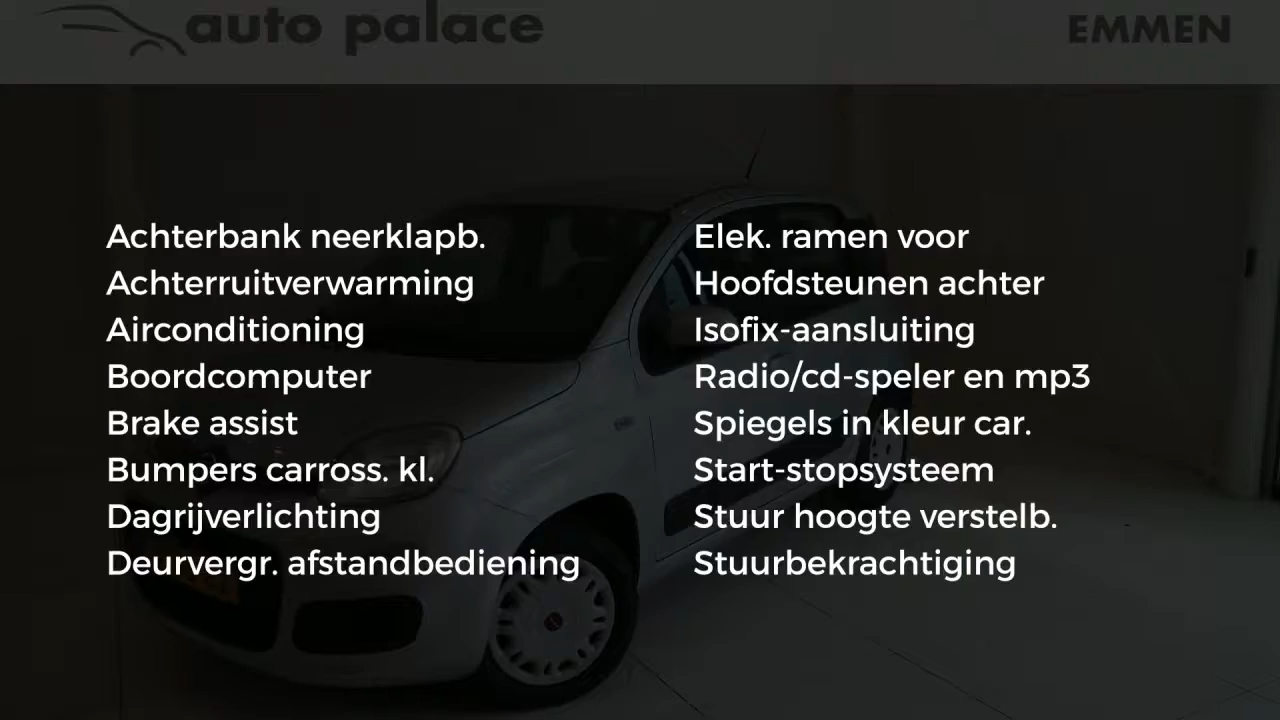 auto palace
EMMEN
Achterbank neerklapb.
Achterruitverwarming
Airconditioning
Boordcomputer
Brake assist
Bumpers carross. kl.
Dagrijverlichting
Deurvergr. afstandbediening
Elek. ramen voor
Hoofdsteunen achter
Isofix-aansluiting
Radio/cd-speler en mp3
Spiegels in kleur car.
Start-stopsysteem
Stuur hoogte verstelb.
Stuurbekrachtiging